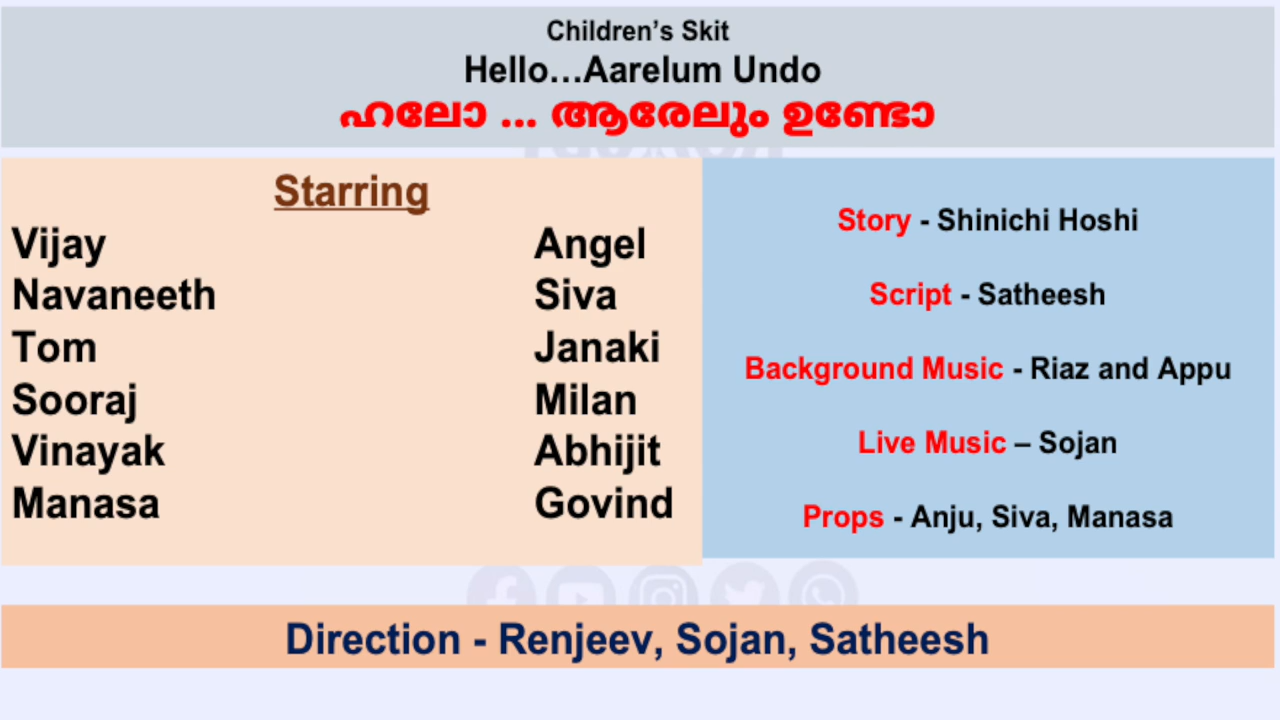 Children’s Skit
Hello…Aarelum Undo
ഹലോ ... ആരേലും ഉണ്ടോ
Starring
Vijay
Navaneeth
Tom
Sooraj
Vinayak
Manasa
Angel
Siva
Janaki
Milan
Abhijit
Govind
Story - Shinichi Hoshi
Script - Satheesh
Background Music - Riaz and Appu
Live Music – Sojan
Props - Anju, Siva, Manasa
Direction - Renjeev, Sojan, Satheesh